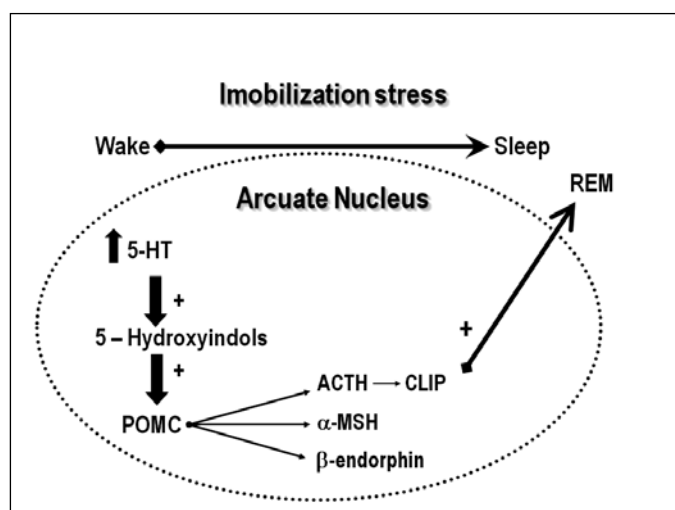 Imobilization stress
Wake Sleep
REM
Arcuate Nucleus
5-HT
+
5 – Hydroxyindols
+
POMC
ACTH CLIP
α-MSH
β-endorphin
+